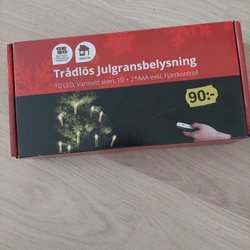 Trådlös Julgransbelysning
10 LED, Varmvitt sken, 10 + 2*AAA exkl, Fjärrkontroll
90:-